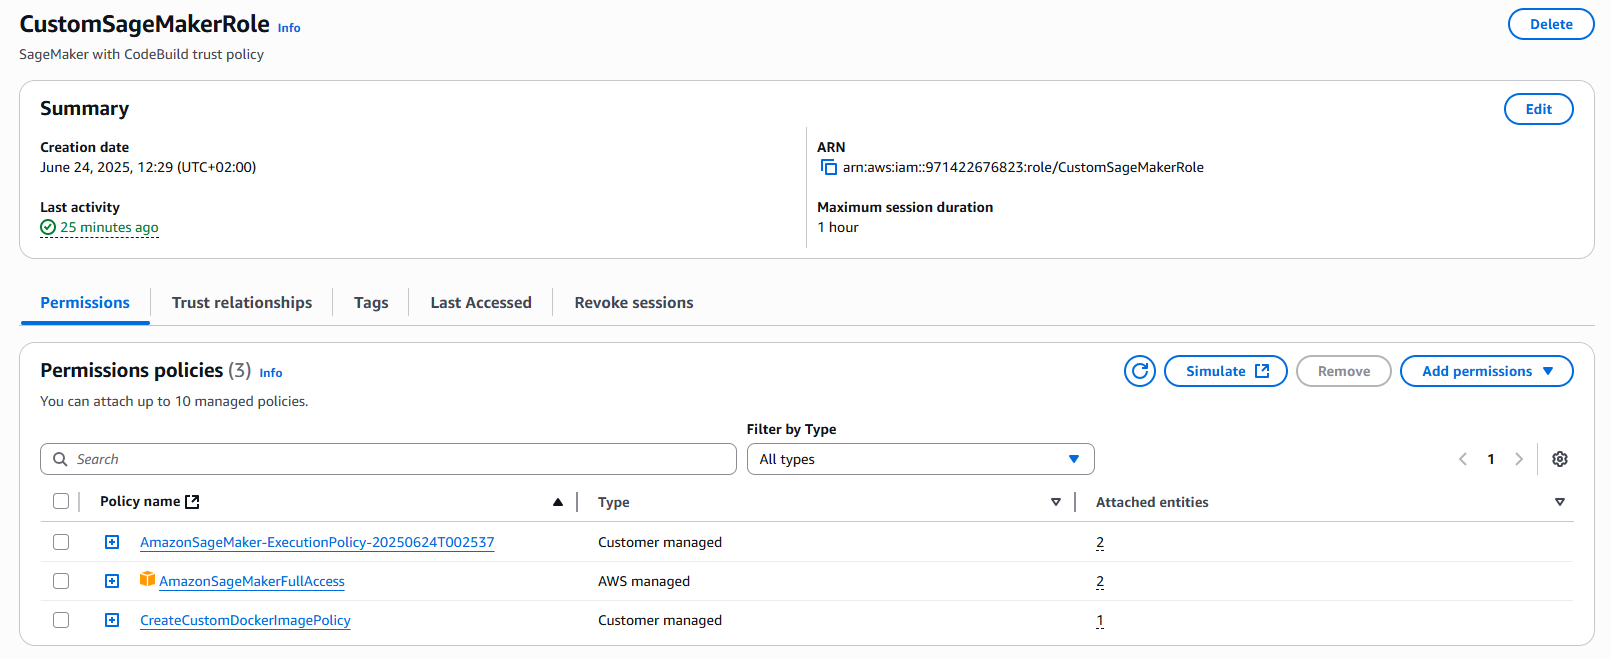 CustomSageMakerRole Info
Delete
SageMaker with CodeBuild trust policy
Summary
Edit
Creation date
June 24, 2025, 12:29 (UTC+02:00)
ARN
arn:aws:iam::971422676823:role/CustomSageMakerRole
Last activity
25 minutes ago
Maximum session duration
1 hour
Permissions
Trust relationships
Tags
Last Accessed
Revoke sessions
Permissions policies (3) Info
Simulate
Remove
Add permissions
You can attach up to 10 managed policies.
Filter by Type
Search
All types
1
Policy name
Type
Attached entities
AmazonSageMaker-ExecutionPolicy-20250624T002537 Customer managed 2
AmazonSageMakerFullAccess AWS managed 2
CreateCustomDockerImagePolicy Customer managed 1